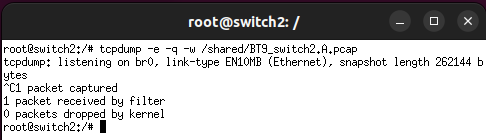 root@switch2: /
root@switch2:/# tcpdump -e -q -w /shared/BT9_switch2.A.pcap
tcpdump: listening on br0, link-type EN10MB (Ethernet), snapshot length 262144 b
ytes
^C1 packet captured
1 packet received by filter
0 packets dropped by kernel
root@switch2:/#